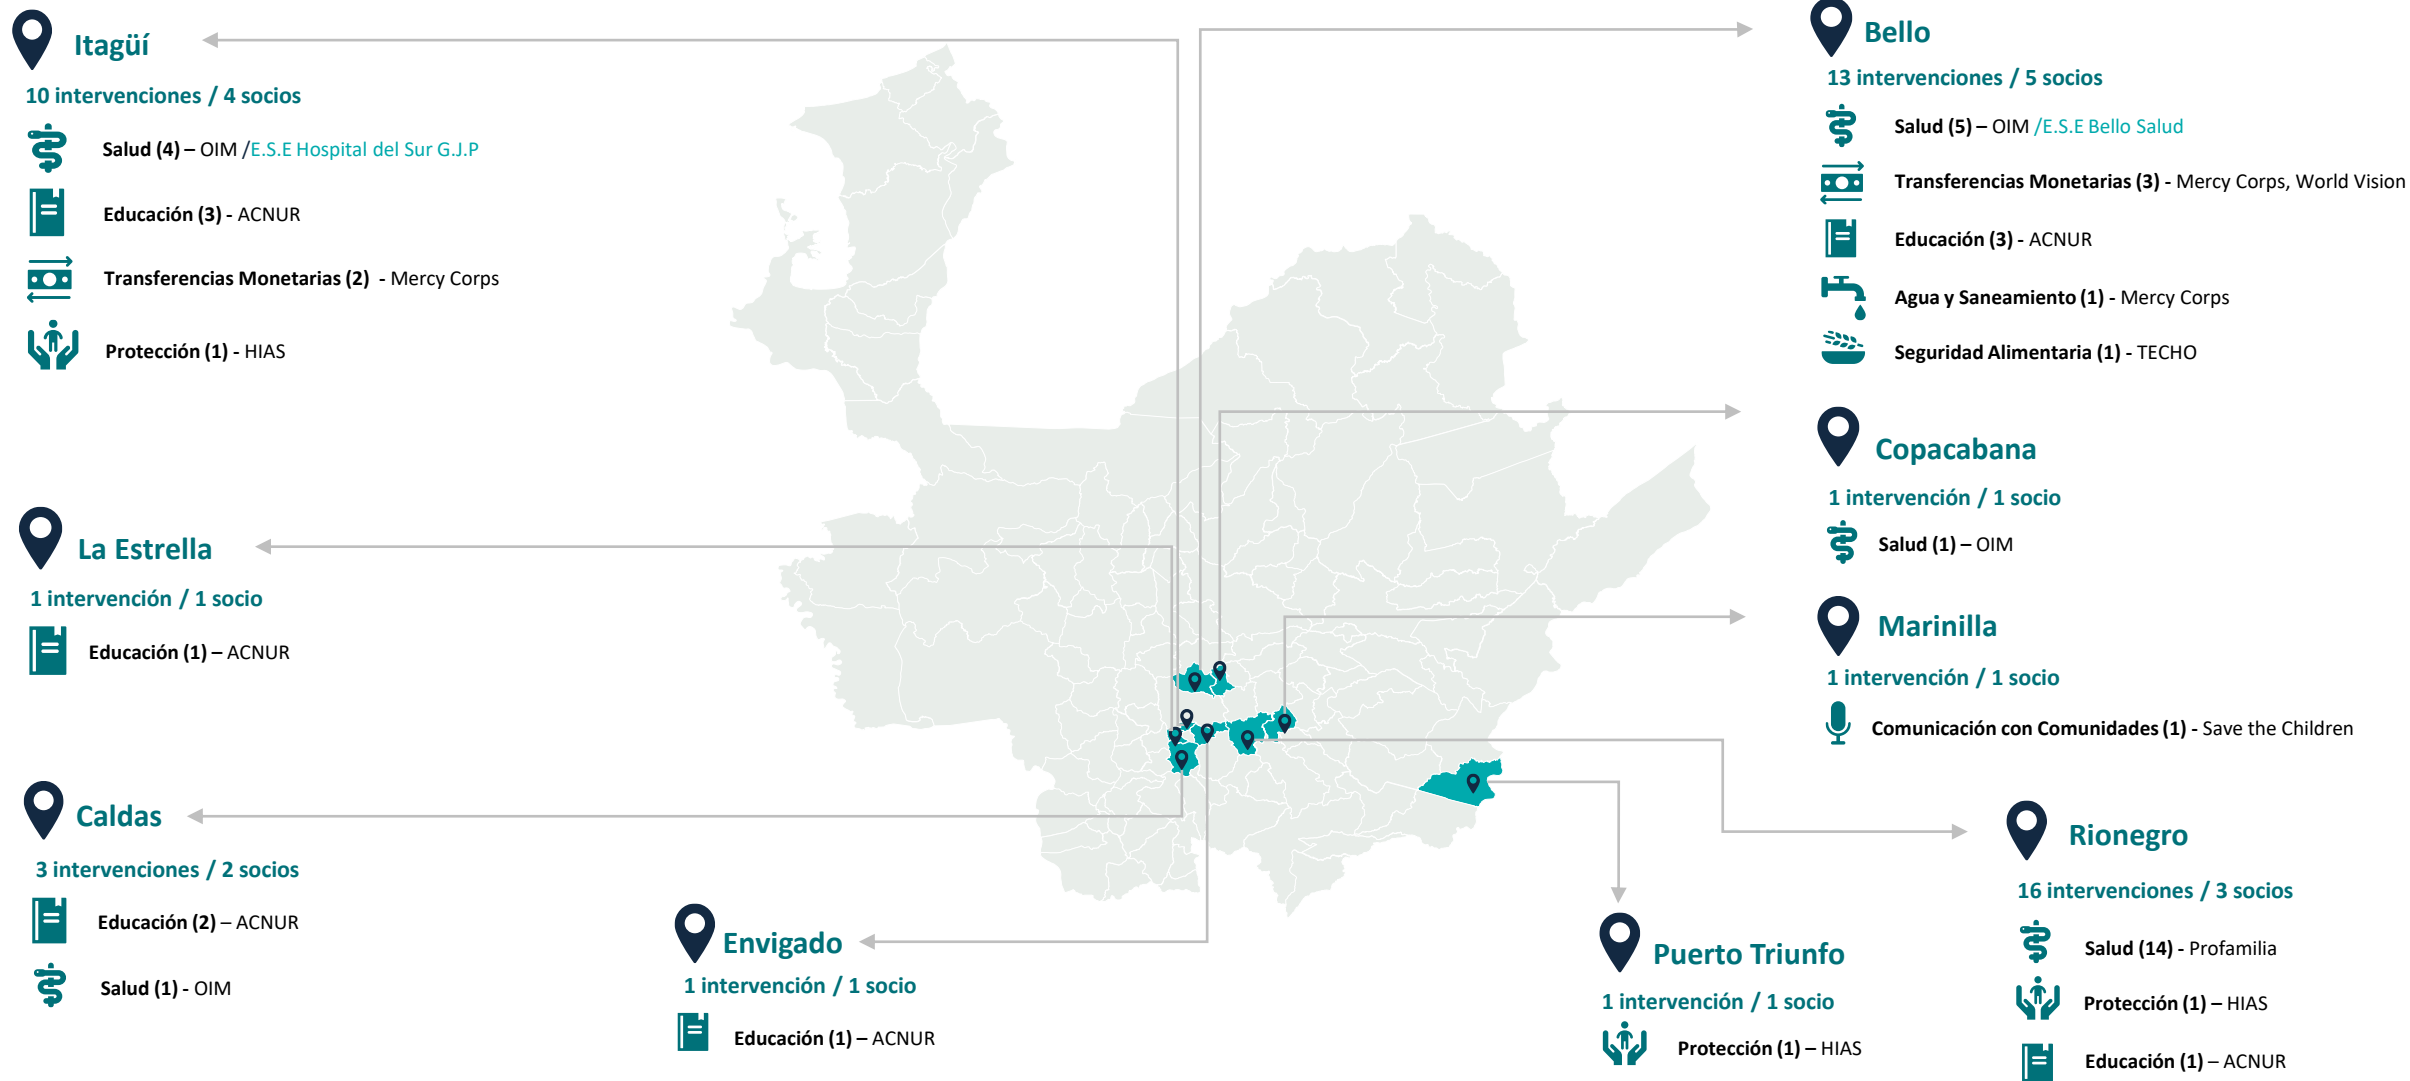 Itagüí
10 intervenciones / 4 socios
Salud (4) – OIM /E.S.E Hospital del Sur G.J.P
Educación (3) - ACNUR
Transferencias Monetarias (2)  - Mercy Corps
Protección (1) - HIAS
La Estrella
1 intervención / 1 socio
Educación (1) – ACNUR
Caldas
3 intervenciones / 2 socios
Educación (2) – ACNUR
Salud (1) - OIM
Envigado
1 intervención / 1 socio
Educación (1) – ACNUR
Bello
13 intervenciones / 5 socios
Salud (5) – OIM /E.S.E Bello Salud
Transferencias Monetarias (3) - Mercy Corps, World Vision
Educación (3) - ACNUR
Agua y Saneamiento (1) - Mercy Corps
Seguridad Alimentaria (1) - TECHO
Copacabana
1 intervención / 1 socio
Salud (1) – OIM
Marinilla
1 intervención / 1 socio
Comunicación con Comunidades (1) - Save the Children
Puerto Triunfo
1 intervención / 1 socio
Protección (1) – HIAS
Rionegro
16 intervenciones / 3 socios
Salud (14) - Profamilia
Protección (1) – HIAS
Educación (1) – ACNUR